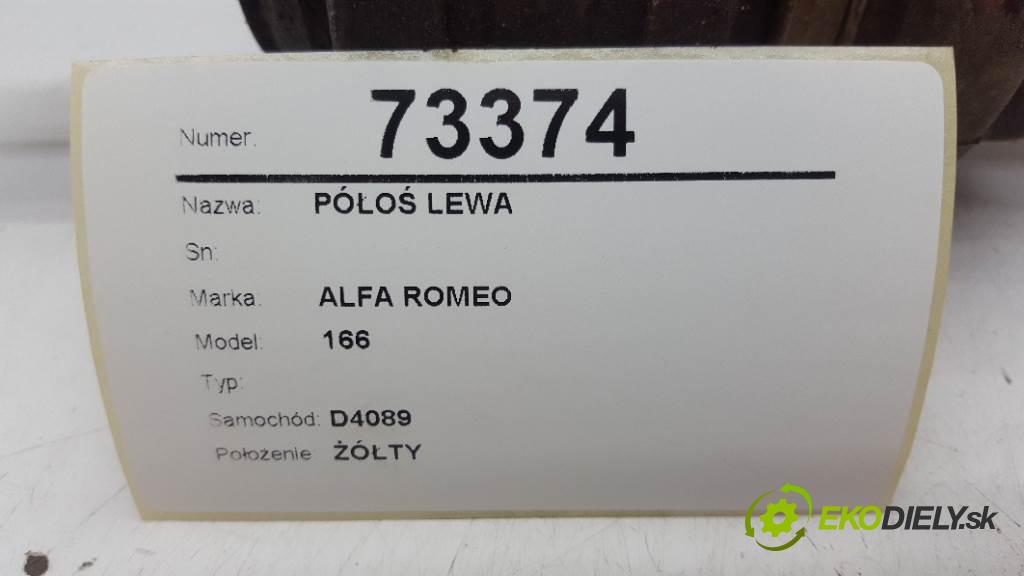 Numer: 73374
Nazwa: PÓŁOŚ LEWA
Sn:
Marka: ALFA ROMEO
Model: 166
Typ:
Samochód: D4089
Położenie ŻÓŁTY
EKODIELY.sk